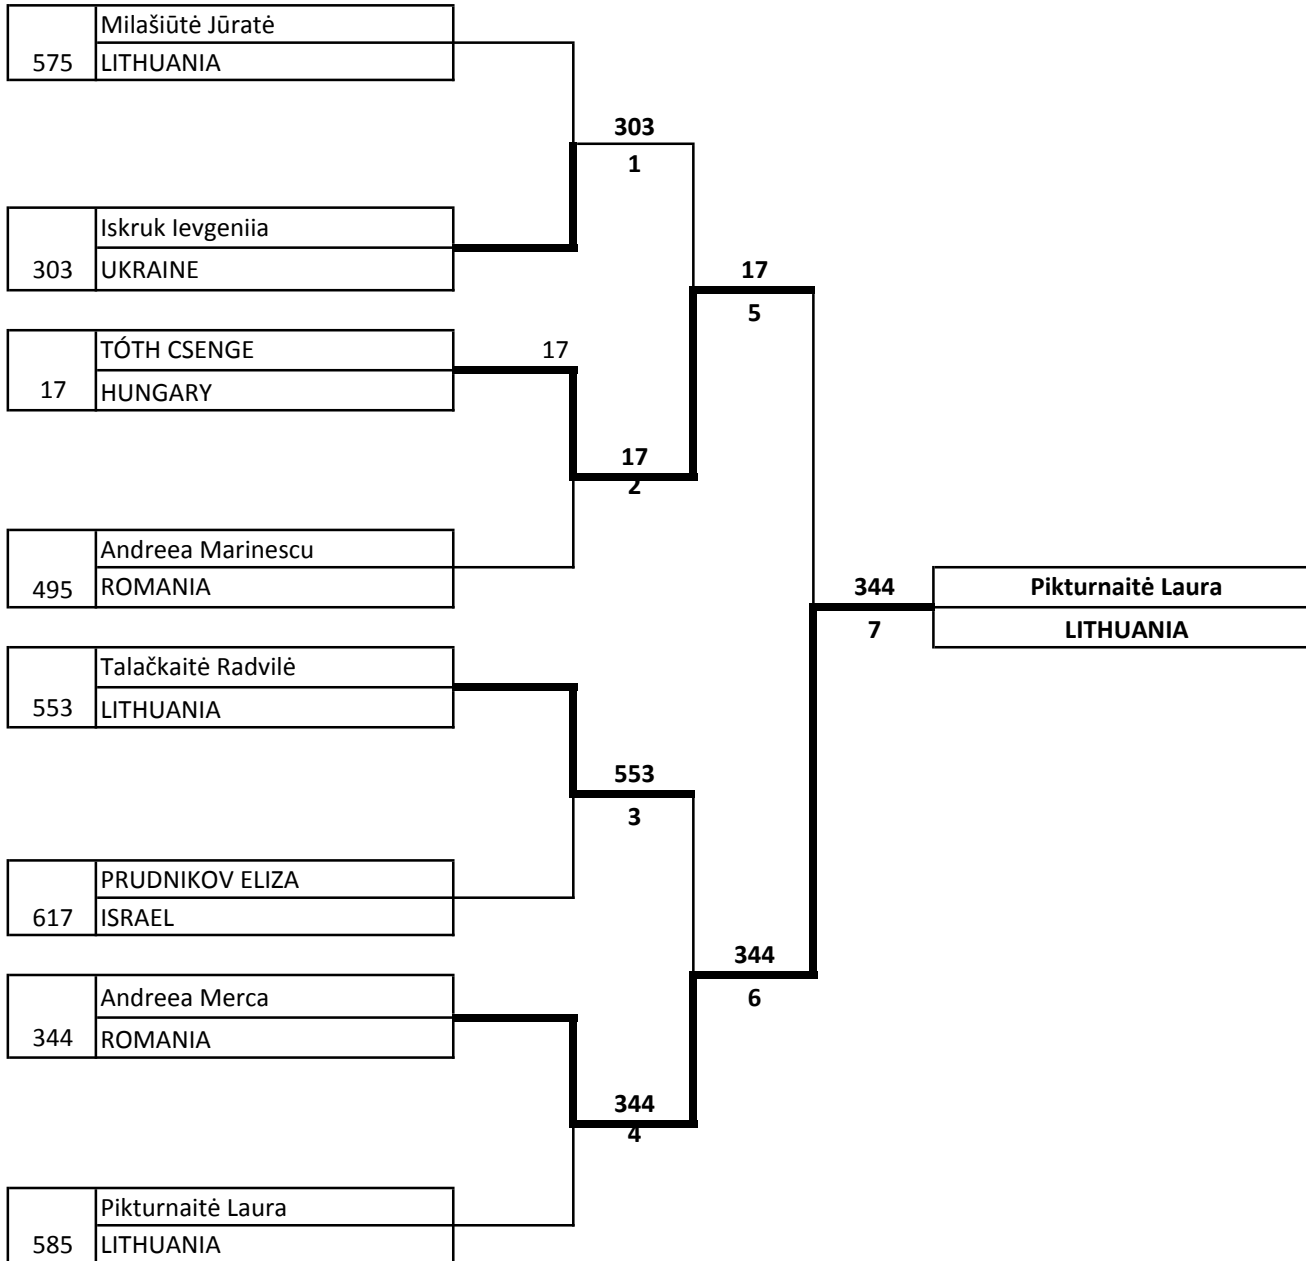 Milašiūtė Jūratė
575 LITHUANIA
303
1
Iskruk Ievgeniia
303 UKRAINE
17
5
TÓTH CSENGE
17
17 HUNGARY
17
2
Andreea Marinescu
495 ROMANIA
344 Pikturnaitė Laura
7 LITHUANIA
Talačkaitė Radvilė
553 LITHUANIA
553
3
PRUDNIKOV ELIZA
617 ISRAEL
344
6
Andreea Merca
344 ROMANIA
344
4
Pikturnaitė Laura
585 LITHUANIA